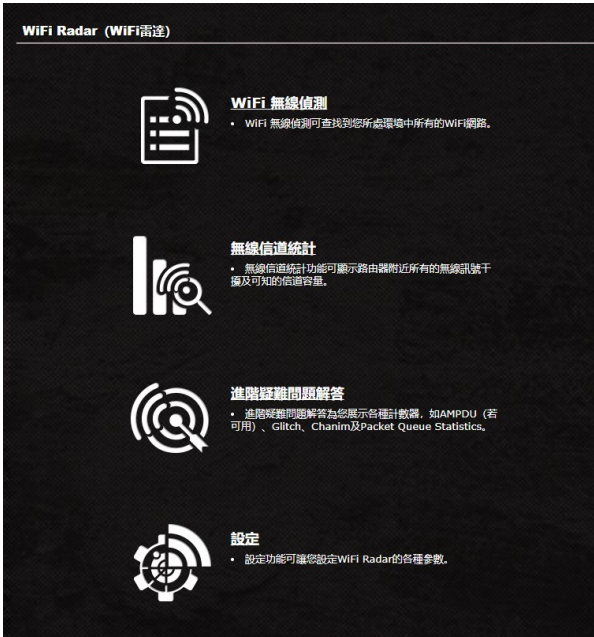 WiFi Radar (WiFi雷達)
WiFi 無線偵測
• WiFi 無線偵測可查找到您所處環境中所有的WiFi網路。
無線信道統計
• 無線信道統計功能可顯示路由器附近所有的無線訊號干
擾及可知的信道容量。
進階疑難問題解答
• 進階疑難問題解答為您展示各種計數器，如AMPDU（若
可用）、Glitch、Chanim及Packet Queue Statistics。
設定
• 設定功能可讓您設定WiFi Radar的各種參數。